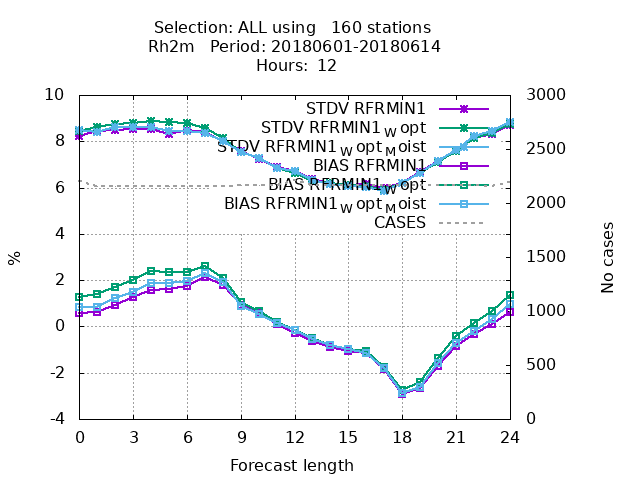 Selection: ALL using   160 stations
Rh2m   Period: 20180601-20180614
Hours: 12
10
8
6
4
2
0
-2
-4
%
STDV RFRMIN1
STDV RFRMIN1_W opt
STDV RFRMIN1_W opt_M oist
BIAS RFRMIN1
BIAS RFRMIN1_W opt
BIAS RFRMIN1_W opt_M oist
CASES
3000
2500
2000
1500
1000
500
0
No cases
0 3 6 9 12 15 18 21 24
Forecast length